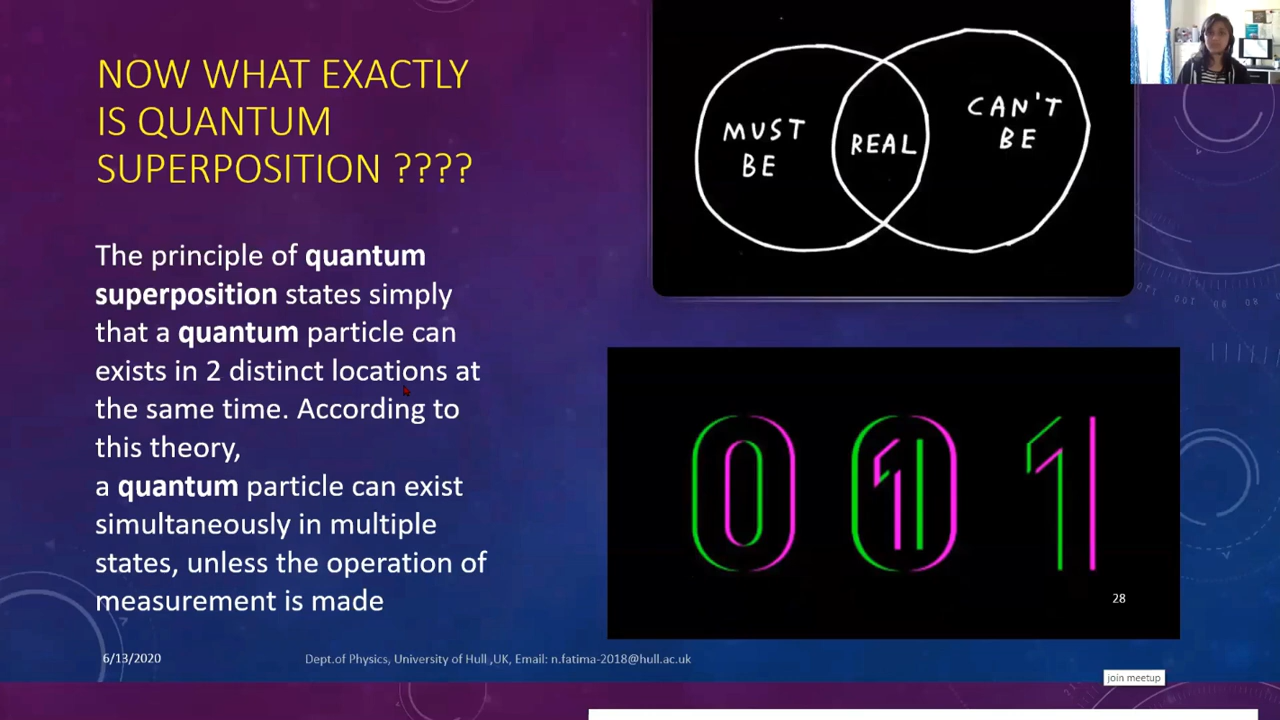 NOW WHAT EXACTLY
IS QUANTUM
SUPERPOSITION ????
The principle of quantum
superposition states simply
that a quantum particle can
exists in 2 distinct locations at
the same time. According to
this theory,
a quantum particle can exist
simultaneously in multiple
states, unless the operation of
measurement is made
MUST
BE
REAL
CAN'T
BE
0 01 1
28
6/13/2020
Dept.of Physics, University of Hull ,UK, Email: n.fatima-2018@hull.ac.uk
join meetup